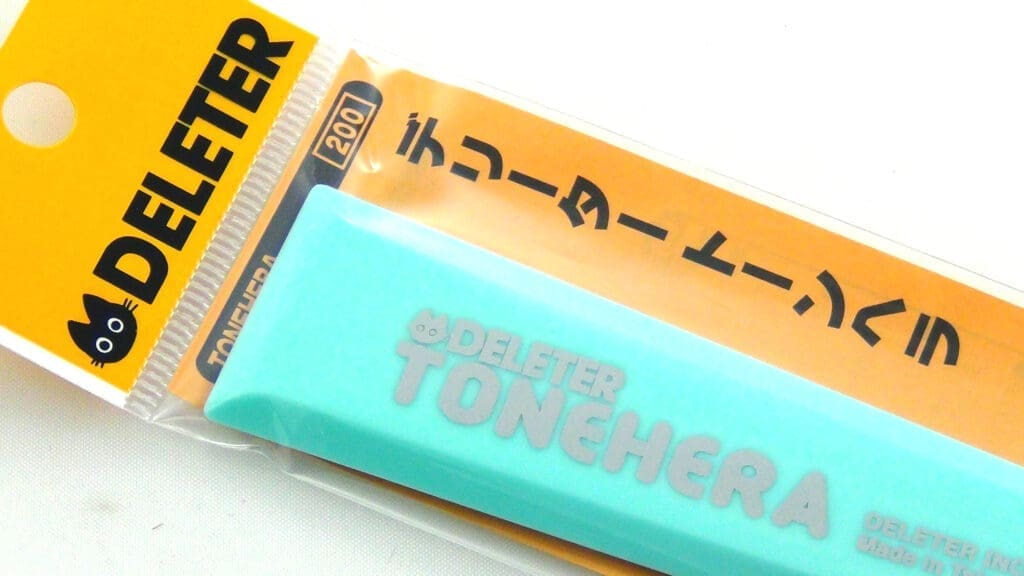 DELETER
TONEHERA
200
デリータートーンヘラ
DELETER
TONEHERA
DELETER INC
Made in